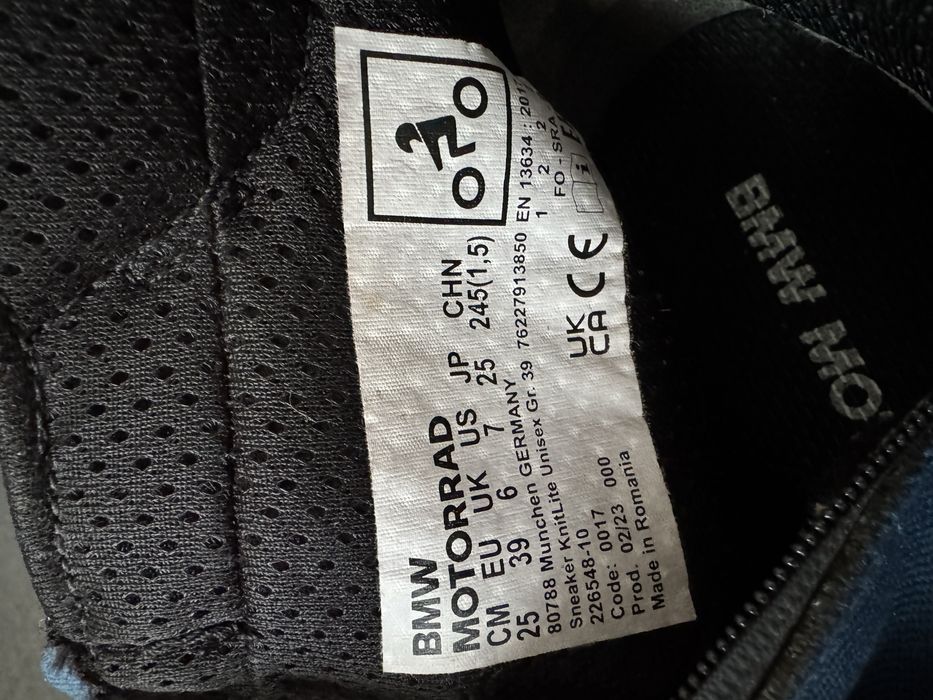 BMW
MOTORRAD
CM EU UK US JP CHN
25 39 6 7 25 245(1,5)
80788 Munchen GERMANY
Sneaker KnitLite Unisex Gr. 39 76227913850
226548-10
Code: 0017 000
Prod. 02/23
Made in Romania
EN 13634 : 201
1 2 2
FO - SRA
i
UK
CA CE
BMW MO